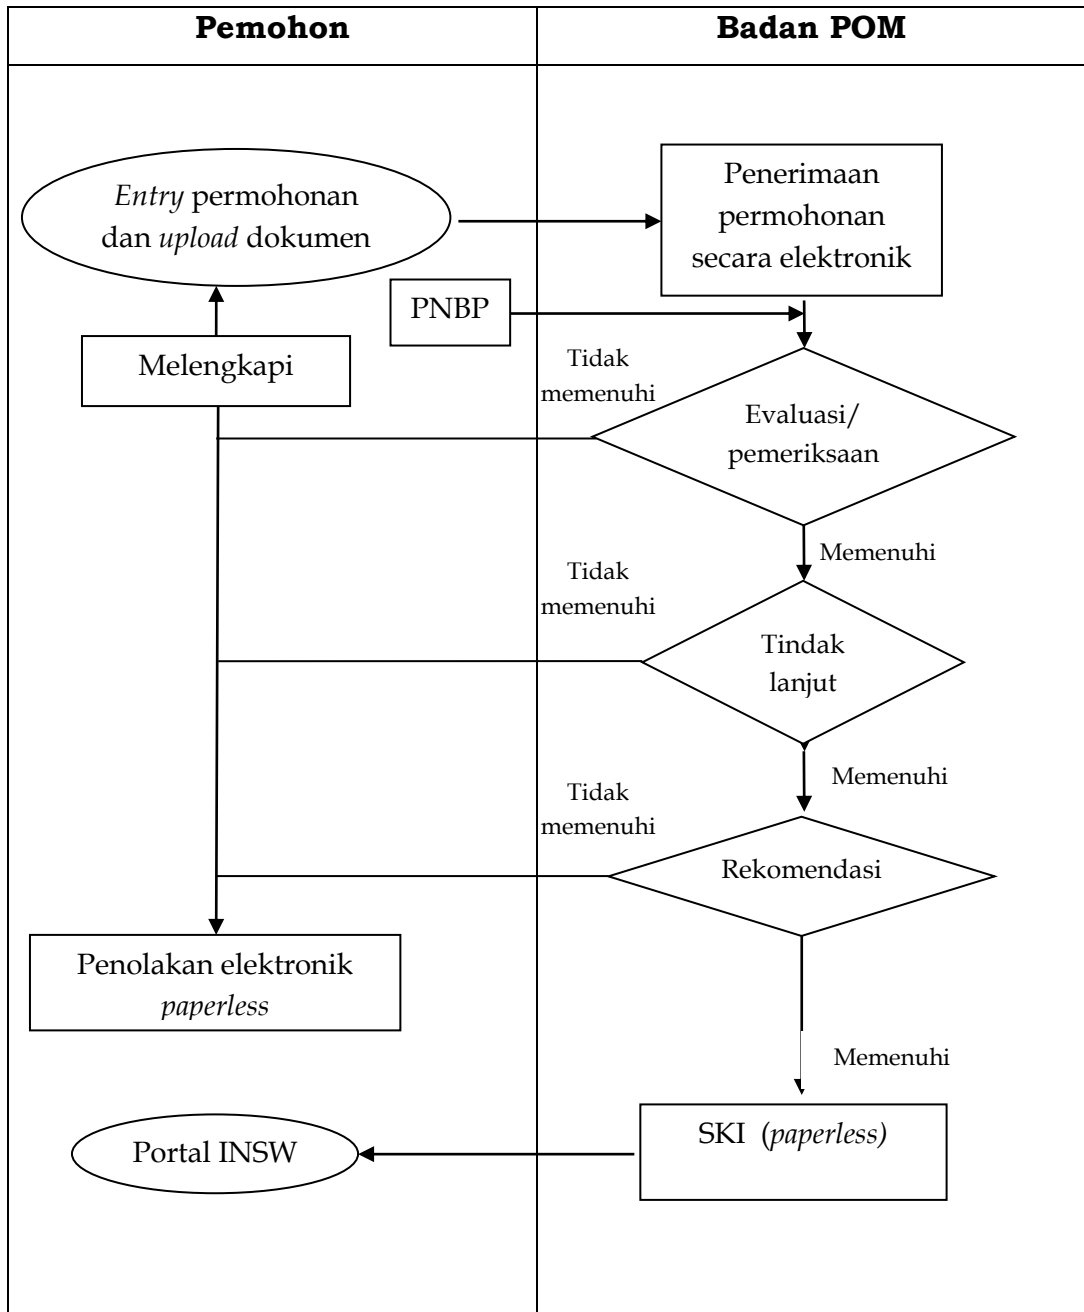 Pemohon
Badan POM
Entry permohonan
dan upload dokumen
Penerimaan
permohonan
secara elektronik
PNBP
Melengkapi
Tidak
memenuhi
Evaluasi/
pemeriksaan
Memenuhi
Tidak
memenuhi
Tindak
lanjut
Memenuhi
Tidak
memenuhi
Rekomendasi
Penolakan elektronik
paperless
Memenuhi
Portal INSW
SKI (paperless)